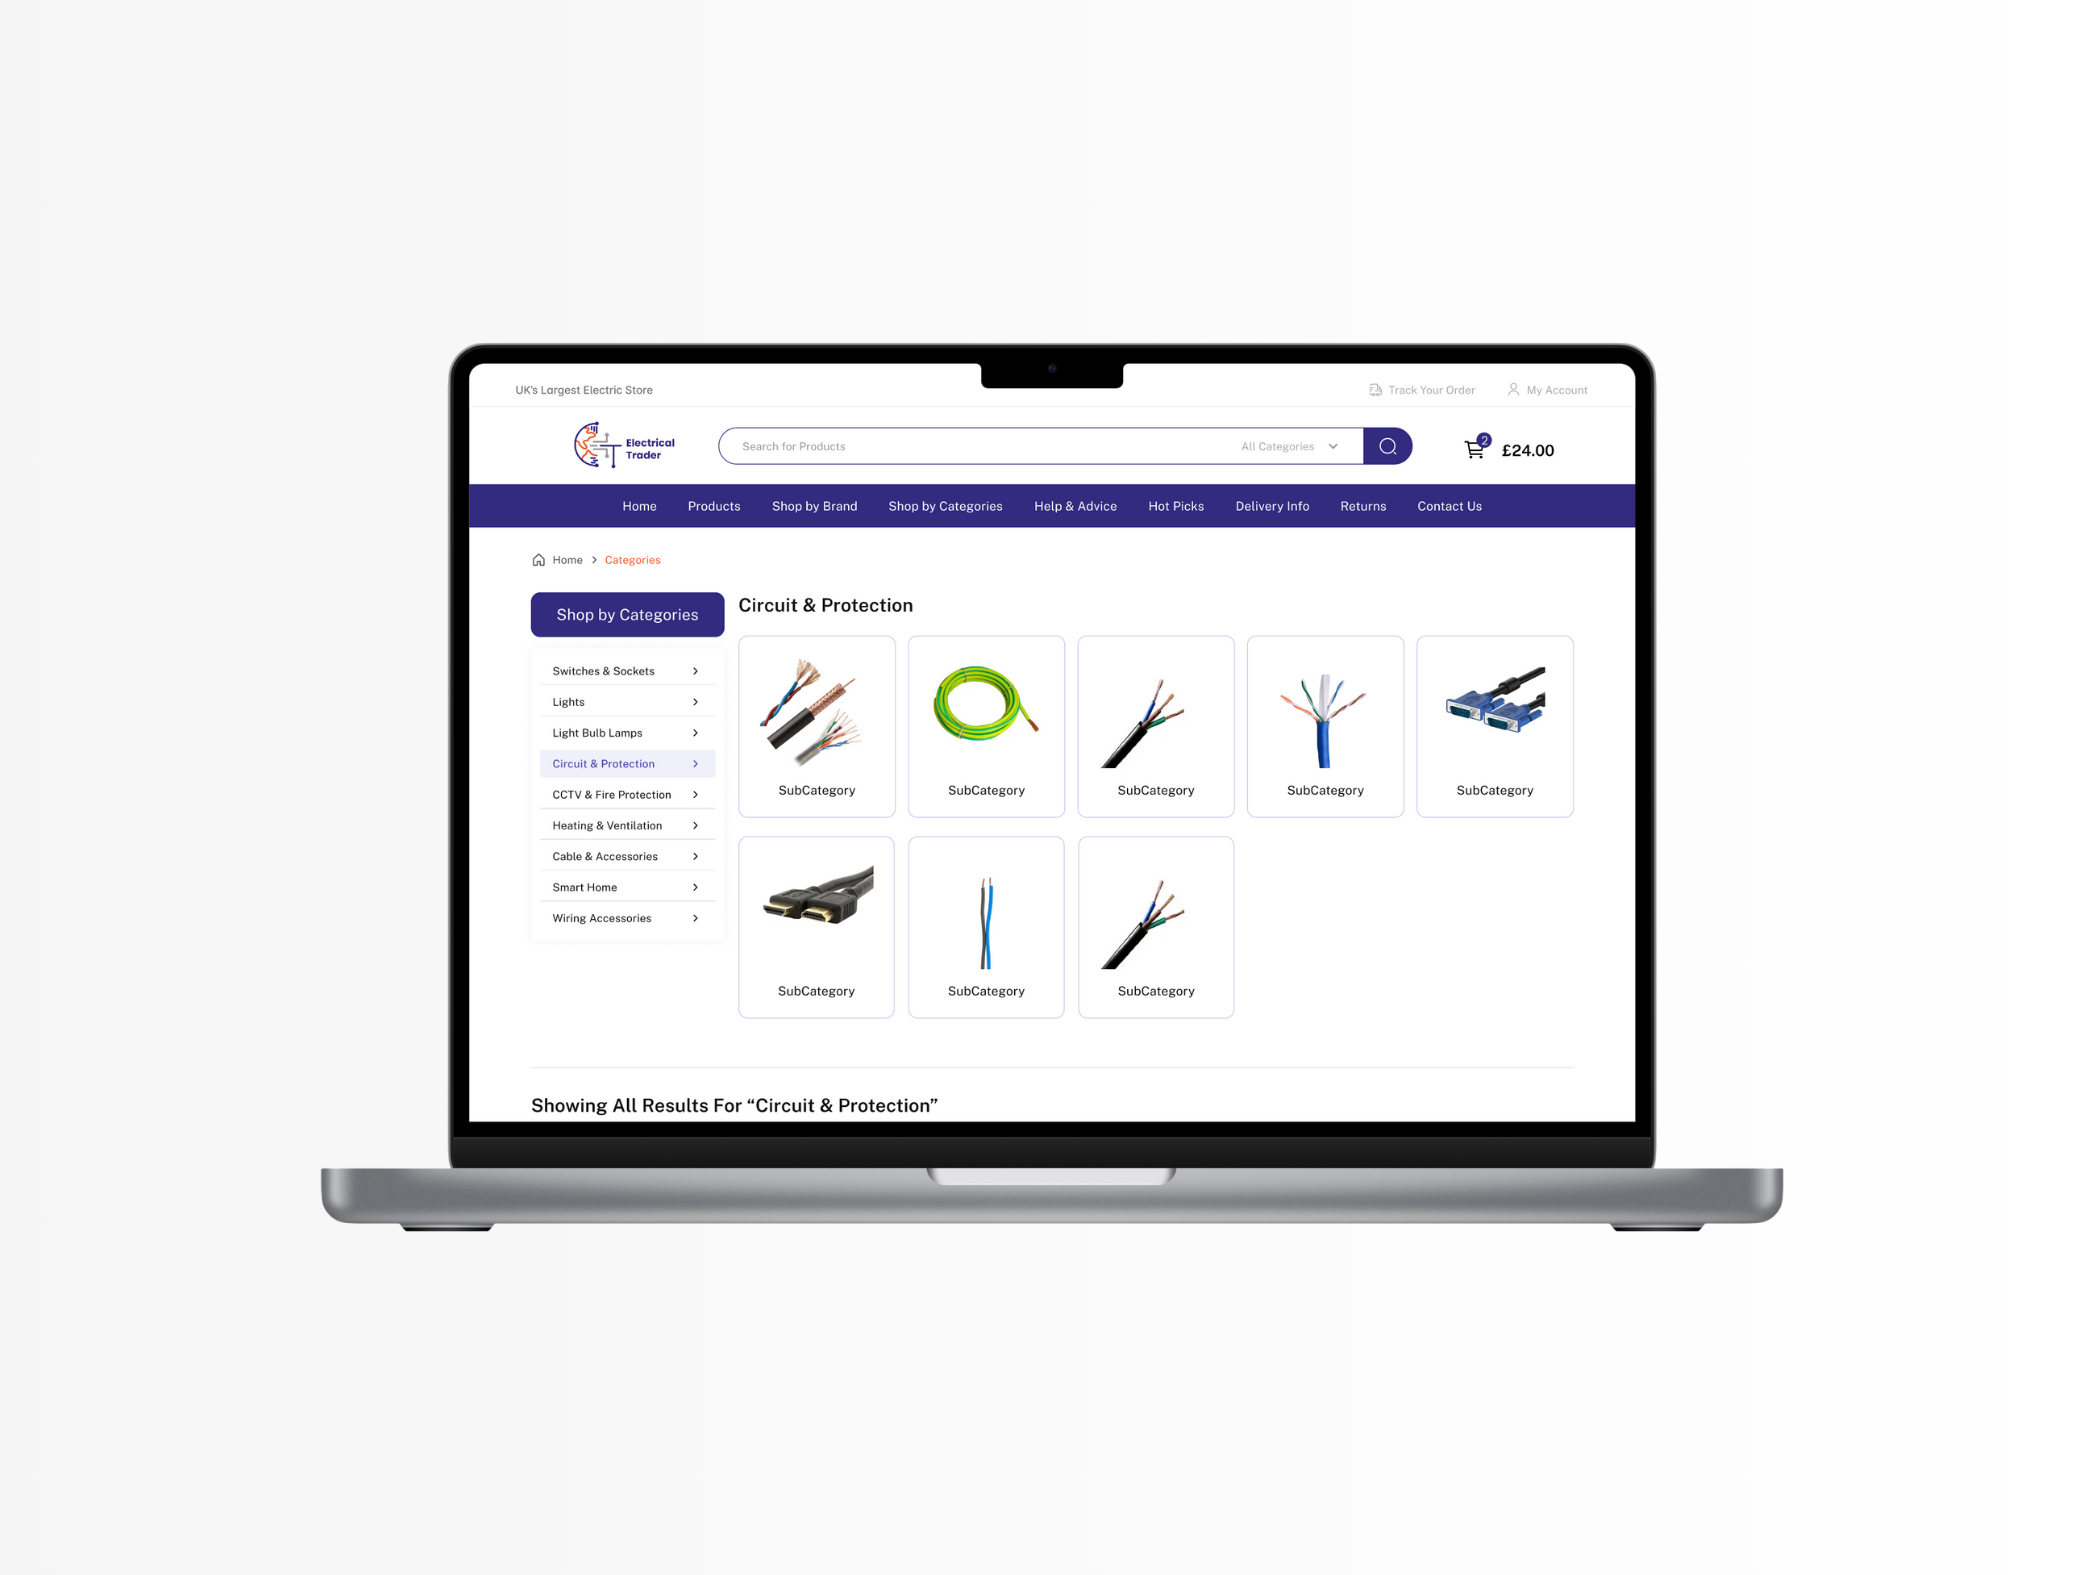 UK's Largest Electric Store
Track Your Order
My Account
Electrical
Trader
Search for Products
All Categories
2
£24.00
Home
Products
Shop by Brand
Shop by Categories
Help & Advice
Hot Picks
Delivery Info
Returns
Contact Us
Home > Categories
Shop by Categories
Switches & Sockets
Lights
Light Bulb Lamps
Circuit & Protection
CCTV & Fire Protection
Heating & Ventilation
Cable & Accessories
Smart Home
Wiring Accessories
Circuit & Protection
SubCategory
SubCategory
SubCategory
SubCategory
SubCategory
SubCategory
SubCategory
SubCategory
Showing All Results For “Circuit & Protection”